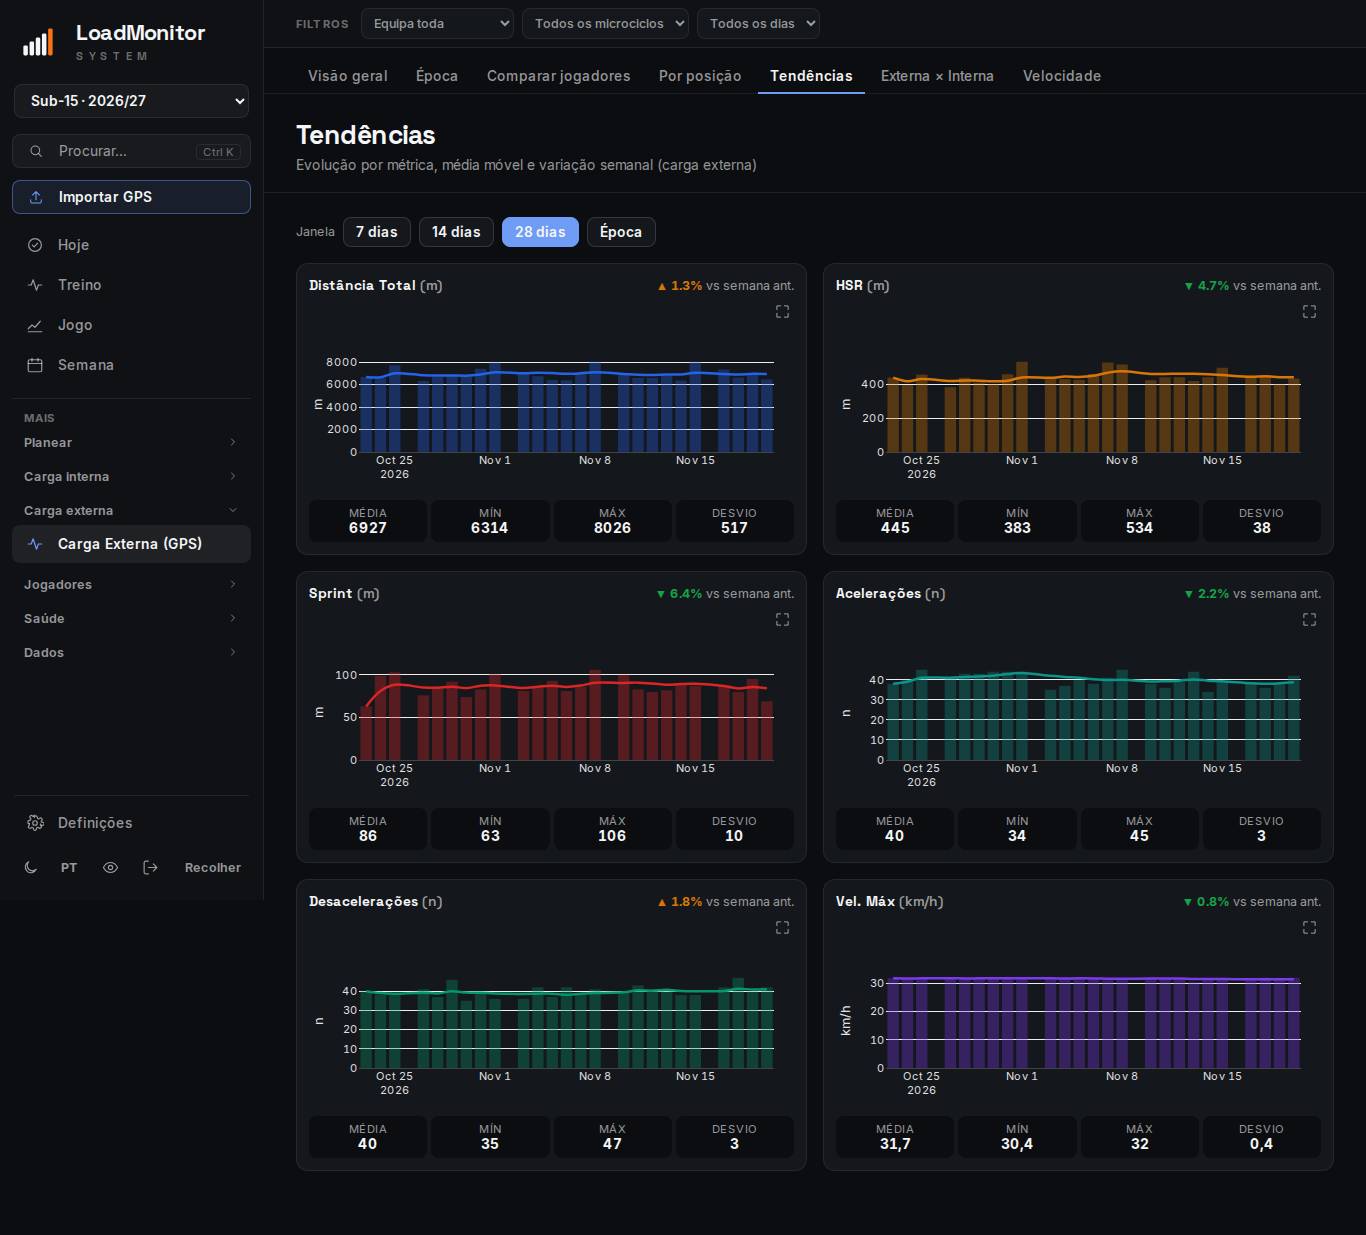 LoadMonitor
SYSTEM
Sub-15 · 2026/27
Procurar... Ctrl K
Importar GPS
Hoje
Treino
Jogo
Semana
MAIS
Planear
Carga interna
Carga externa
Carga Externa (GPS)
Jogadores
Saúde
Dados
Definições
PT Recolher
FILTROS Equipa toda Todos os microciclos Todos os dias
Visão geral Época Comparar jogadores Por posição Tendências Externa × Interna Velocidade
Tendências
Evolução por métrica, média móvel e variação semanal (carga externa)
Janela 7 dias 14 dias 28 dias Época
Distância Total (m) ▲ 1.3% vs semana ant.
8000
6000
4000
2000
0
m
Oct 25 Nov 1 Nov 8 Nov 15
2026
MÉDIA MÍN MÁX DESVIO
6927 6314 8026 517
HSR (m) ▼ 4.7% vs semana ant.
400
200
0
m
Oct 25 Nov 1 Nov 8 Nov 15
2026
MÉDIA MÍN MÁX DESVIO
445 383 534 38
Sprint (m) ▼ 6.4% vs semana ant.
100
50
0
m
Oct 25 Nov 1 Nov 8 Nov 15
2026
MÉDIA MÍN MÁX DESVIO
86 63 106 10
Acelerações (n) ▼ 2.2% vs semana ant.
40
30
20
10
0
n
Oct 25 Nov 1 Nov 8 Nov 15
2026
MÉDIA MÍN MÁX DESVIO
40 34 45 3
Desacelerações (n) ▲ 1.8% vs semana ant.
40
30
20
10
0
n
Oct 25 Nov 1 Nov 8 Nov 15
2026
MÉDIA MÍN MÁX DESVIO
40 35 47 3
Vel. Máx (km/h) ▼ 0.8% vs semana ant.
30
20
10
0
km/h
Oct 25 Nov 1 Nov 8 Nov 15
2026
MÉDIA MÍN MÁX DESVIO
31,7 30,4 32 0,4